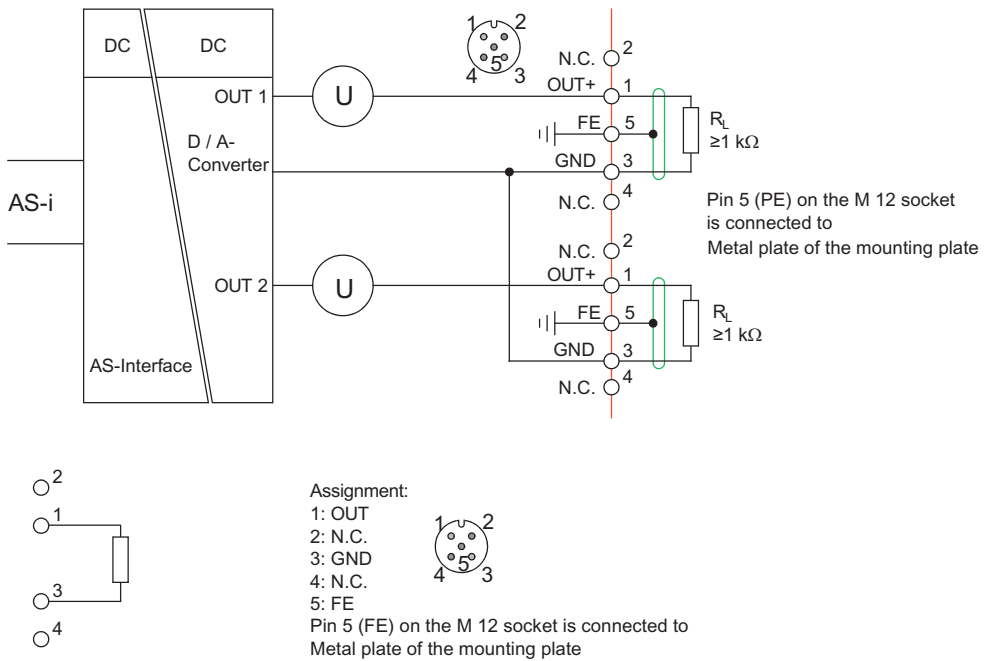 DC
DC
1 2
5
4 3
N.C. 2
OUT 1
U
OUT+ 1
FE 5
R_L
≥1 kΩ
D / A-
Converter
GND 3
AS-i
N.C. 4
Pin 5 (PE) on the M 12 socket
is connected to
Metal plate of the mounting plate
N.C. 2
OUT 2
U
OUT+ 1
FE 5
R_L
≥1 kΩ
GND 3
AS-Interface
N.C. 4
2
1
3
4
Assignment:
1: OUT
2: N.C.
3: GND
4: N.C.
5: FE
1 2
5
4 3
Pin 5 (FE) on the M 12 socket is connected to
Metal plate of the mounting plate